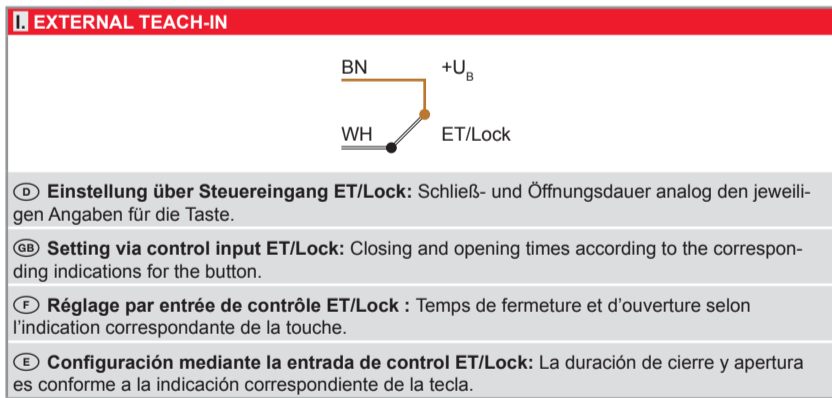 I. EXTERNAL TEACH-IN
BN +U_B
WH ET/Lock
D Einstellung über Steuereingang ET/Lock: Schließ- und Öffnungsdauer analog den jeweili-
gen Angaben für die Taste.
GB Setting via control input ET/Lock: Closing and opening times according to the correspon-
ding indications for the button.
F Réglage par entrée de contrôle ET/Lock : Temps de fermeture et d’ouverture selon
l’indication correspondante de la touche.
E Configuración mediante la entrada de control ET/Lock: La duración de cierre y apertura
es conforme a la indicación correspondiente de la tecla.